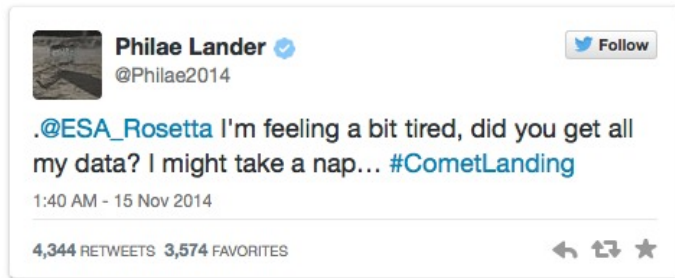 Philae Lander
Follow
@Philae2014
.@ESA_Rosetta I'm feeling a bit tired, did you get all
my data? I might take a nap... #CometLanding
1:40 AM - 15 Nov 2014
4,344 RETWEETS 3,574 FAVORITES